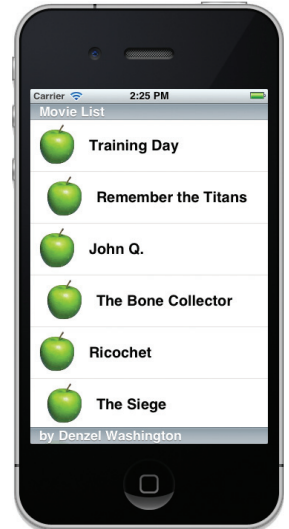 Carrier 2:25 PM
Movie List
Training Day
Remember the Titans
John Q.
The Bone Collector
Ricochet
The Siege
by Denzel Washington